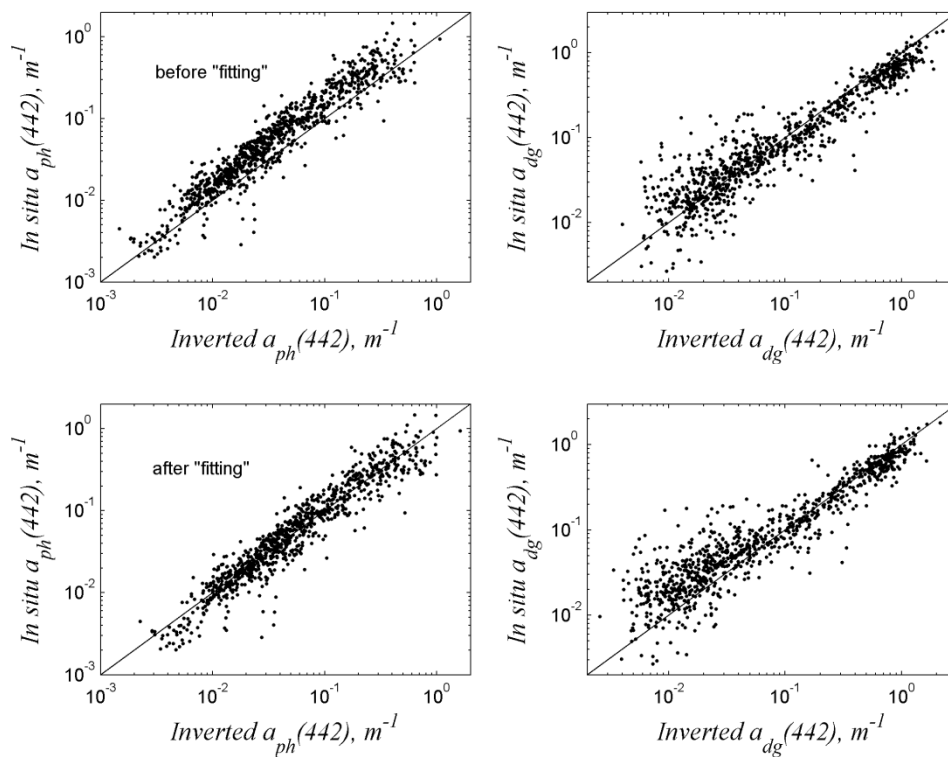 10^0
10^-1
10^-2
10^-3
before "fitting"
In situ a_ph(442), m^-1
10^-3 10^-2 10^-1 10^0
Inverted a_ph(442), m^-1
10^0
10^-1
10^-2
In situ a_dg(442), m^-1
10^-2 10^-1 10^0
Inverted a_dg(442), m^-1
10^0
10^-1
10^-2
10^-3
after "fitting"
In situ a_ph(442), m^-1
10^-3 10^-2 10^-1 10^0
Inverted a_ph(442), m^-1
10^0
10^-1
10^-2
In situ a_dg(442), m^-1
10^-2 10^-1 10^0
Inverted a_dg(442), m^-1